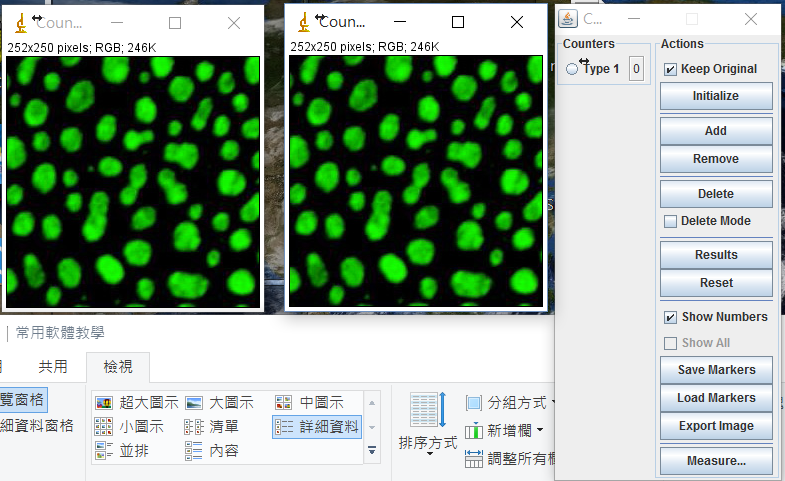 Coun...
252x250 pixels; RGB; 246K
Coun...
252x250 pixels; RGB; 246K
C...
Counters
Type 1
0
Actions
Keep Original
Initialize
Add
Remove
Delete
Delete Mode
Results
Reset
Show Numbers
Show All
Save Markers
Load Markers
Export Image
Measure...
常用軟體教學
共用
檢視
覽窗格
細資料窗格
超大圖示
大圖示
中圖示
小圖示
清單
詳細資料
並排
內容
排序方式
分組方式
新增欄
調整所有欄